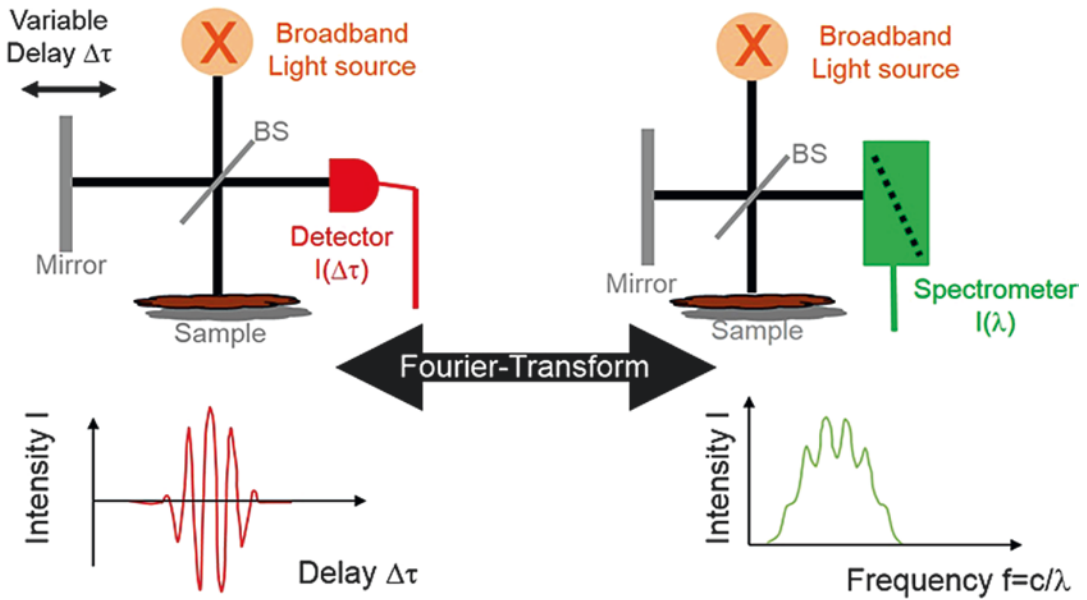 Variable
Delay Δτ
X
Broadband
Light source
BS
Mirror
Detector
I(Δτ)
Sample
X
Broadband
Light source
BS
Mirror
Spectrometer
I(λ)
Sample
Fourier-Transform
Intensity I
Delay Δτ
Intensity I
Frequency f=c/λ